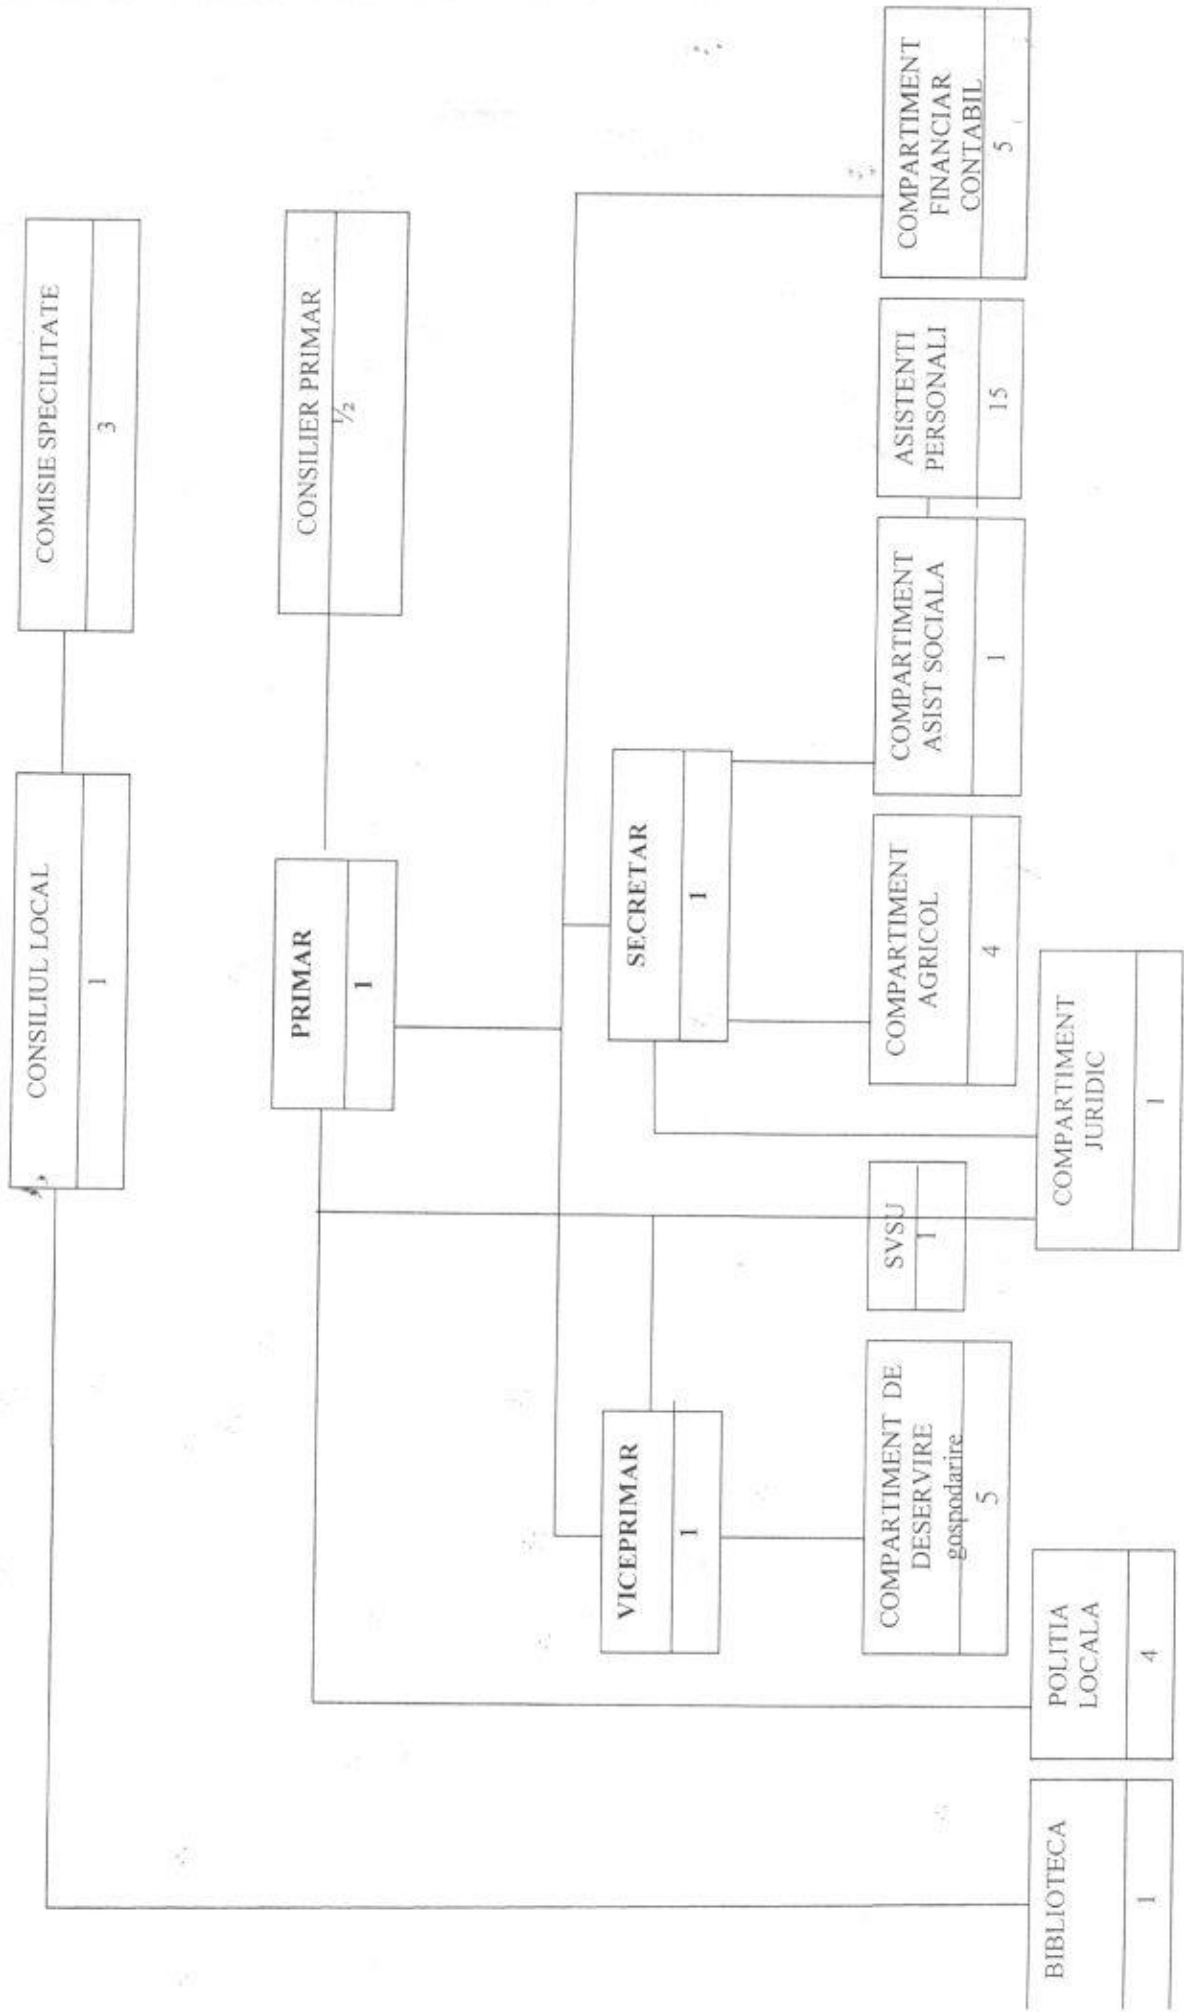 CONSILIUL LOCAL
1
COMISIE SPECILITATE
3
PRIMAR
1
CONSILIER PRIMAR
½
VICEPRIMAR
1
SECRETAR
1
COMPARTIMENT DE
DESERVIRE
gospodarire
5
SVSU
1
COMPARTIMENT
AGRICOL
4
COMPARTIMENT
ASIST SOCIALA
1
ASISTENTI
PERSONALI
15
COMPARTIMENT
FINANCIAR
CONTABIL
5
BIBLIOTECA
1
POLITIA
LOCALA
4
COMPARTIMENT
JURIDIC
1